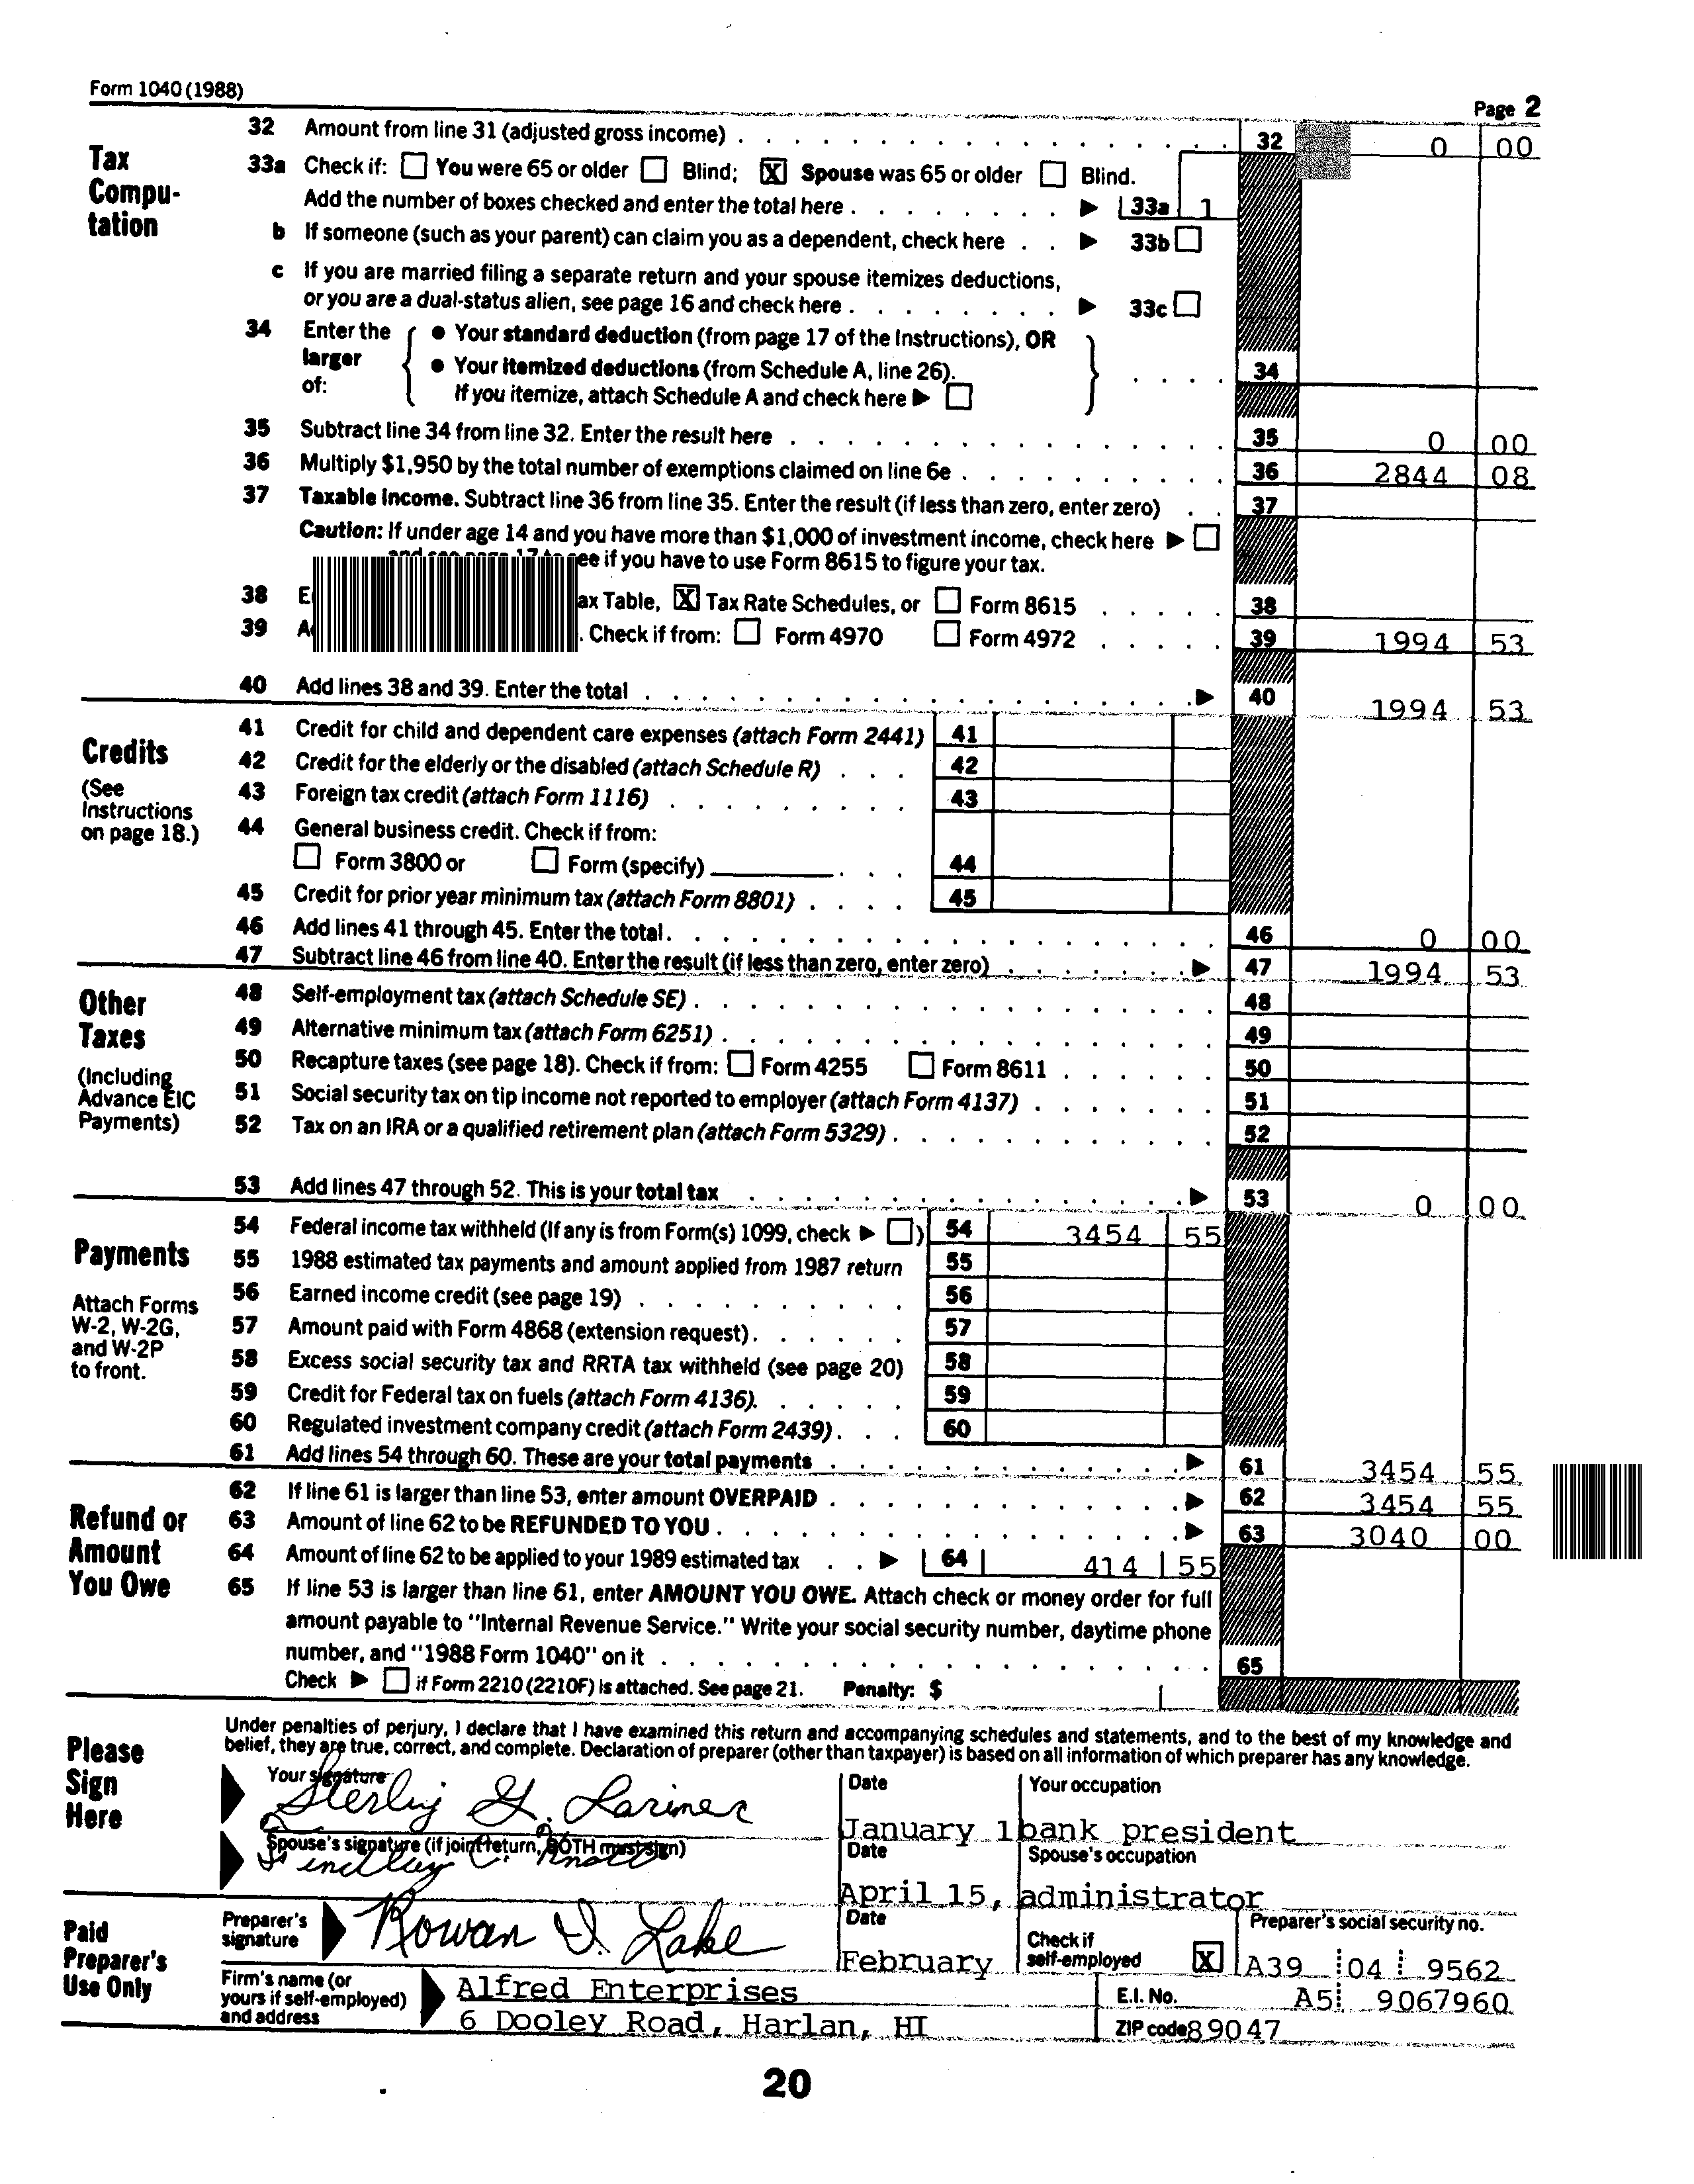 Form 1040 (1988)
Page 2
Tax Compu-tation
32 Amount from line 31 (adjusted gross income) 32 0 00
33a Check if: You were 65 or older Blind; X Spouse was 65 or older Blind.
Add the number of boxes checked and enter the total here 33a 1
b If someone (such as your parent) can claim you as a dependent, check here 33b
c If you are married filing a separate return and your spouse itemizes deductions,
or you are a dual-status alien, see page 16 and check here 33c
34 Enter the larger of:
• Your standard deduction (from page 17 of the Instructions), OR
• Your itemized deductions (from Schedule A, line 26).
If you itemize, attach Schedule A and check here 34
35 Subtract line 34 from line 32. Enter the result here 35 0 00
36 Multiply $1,950 by the total number of exemptions claimed on line 6e 36 2844 08
37 Taxable income. Subtract line 36 from line 35. Enter the result (if less than zero, enter zero) 37
Caution: If under age 14 and you have more than $1,000 of investment income, check here
if you have to use Form 8615 to figure your tax.
38 Table, X Tax Rate Schedules, or Form 8615 38
39 Check if from: Form 4970 Form 4972 39 1994 53
40 Add lines 38 and 39. Enter the total 40 1994 53
Credits
(See Instructions on page 18.)
41 Credit for child and dependent care expenses (attach Form 2441) 41
42 Credit for the elderly or the disabled (attach Schedule R) 42
43 Foreign tax credit (attach Form 1116) 43
44 General business credit. Check if from:
Form 3800 or Form (specify) 44
45 Credit for prior year minimum tax (attach Form 8801) 45
46 Add lines 41 through 45. Enter the total 46 0 00
47 Subtract line 46 from line 40. Enter the result (if less than zero, enter zero) 47 1994 53
Other Taxes
(Including Advance EIC Payments)
48 Self-employment tax (attach Schedule SE) 48
49 Alternative minimum tax (attach Form 6251) 49
50 Recapture taxes (see page 18). Check if from: Form 4255 Form 8611 50
51 Social security tax on tip income not reported to employer (attach Form 4137) 51
52 Tax on an IRA or a qualified retirement plan (attach Form 5329) 52
53 Add lines 47 through 52. This is your total tax 53 0 00
Payments
Attach Forms W-2, W-2G, and W-2P to front.
54 Federal income tax withheld (If any is from Form(s) 1099, check ) 54 3454 55
55 1988 estimated tax payments and amount applied from 1987 return 55
56 Earned income credit (see page 19) 56
57 Amount paid with Form 4868 (extension request) 57
58 Excess social security tax and RRTA tax withheld (see page 20) 58
59 Credit for Federal tax on fuels (attach Form 4136) 59
60 Regulated investment company credit (attach Form 2439) 60
61 Add lines 54 through 60. These are your total payments 61 3454 55
Refund or Amount You Owe
62 If line 61 is larger than line 53, enter amount OVERPAID 62 3454 55
63 Amount of line 62 to be REFUNDED TO YOU 63 3040 00
64 Amount of line 62 to be applied to your 1989 estimated tax 64 414 55
65 If line 53 is larger than line 61, enter AMOUNT YOU OWE. Attach check or money order for full
amount payable to "Internal Revenue Service." Write your social security number, daytime phone
number, and "1988 Form 1040" on it 65
Check if Form 2210 (2210F) is attached. See page 21. Penalty: $
Please Sign Here
Under penalties of perjury, I declare that I have examined this return and accompanying schedules and statements, and to the best of my knowledge and
belief, they are true, correct, and complete. Declaration of preparer (other than taxpayer) is based on all information of which preparer has any knowledge.
Your signature Sterling Y. Larimer Date January 1 Your occupation bank president
Spouse's signature (if joint return, BOTH must sign) Findlay C. Knott Date April 15, Spouse's occupation administrator
Paid Preparer's Use Only
Preparer's signature Rowan D. Lake Date February Check if self-employed X Preparer's social security no. A39 04 9562
Firm's name (or yours if self-employed) and address Alfred Enterprises E.I. No. A5 9067960
6 Dooley Road, Harlan, HI ZIP code 89047
20